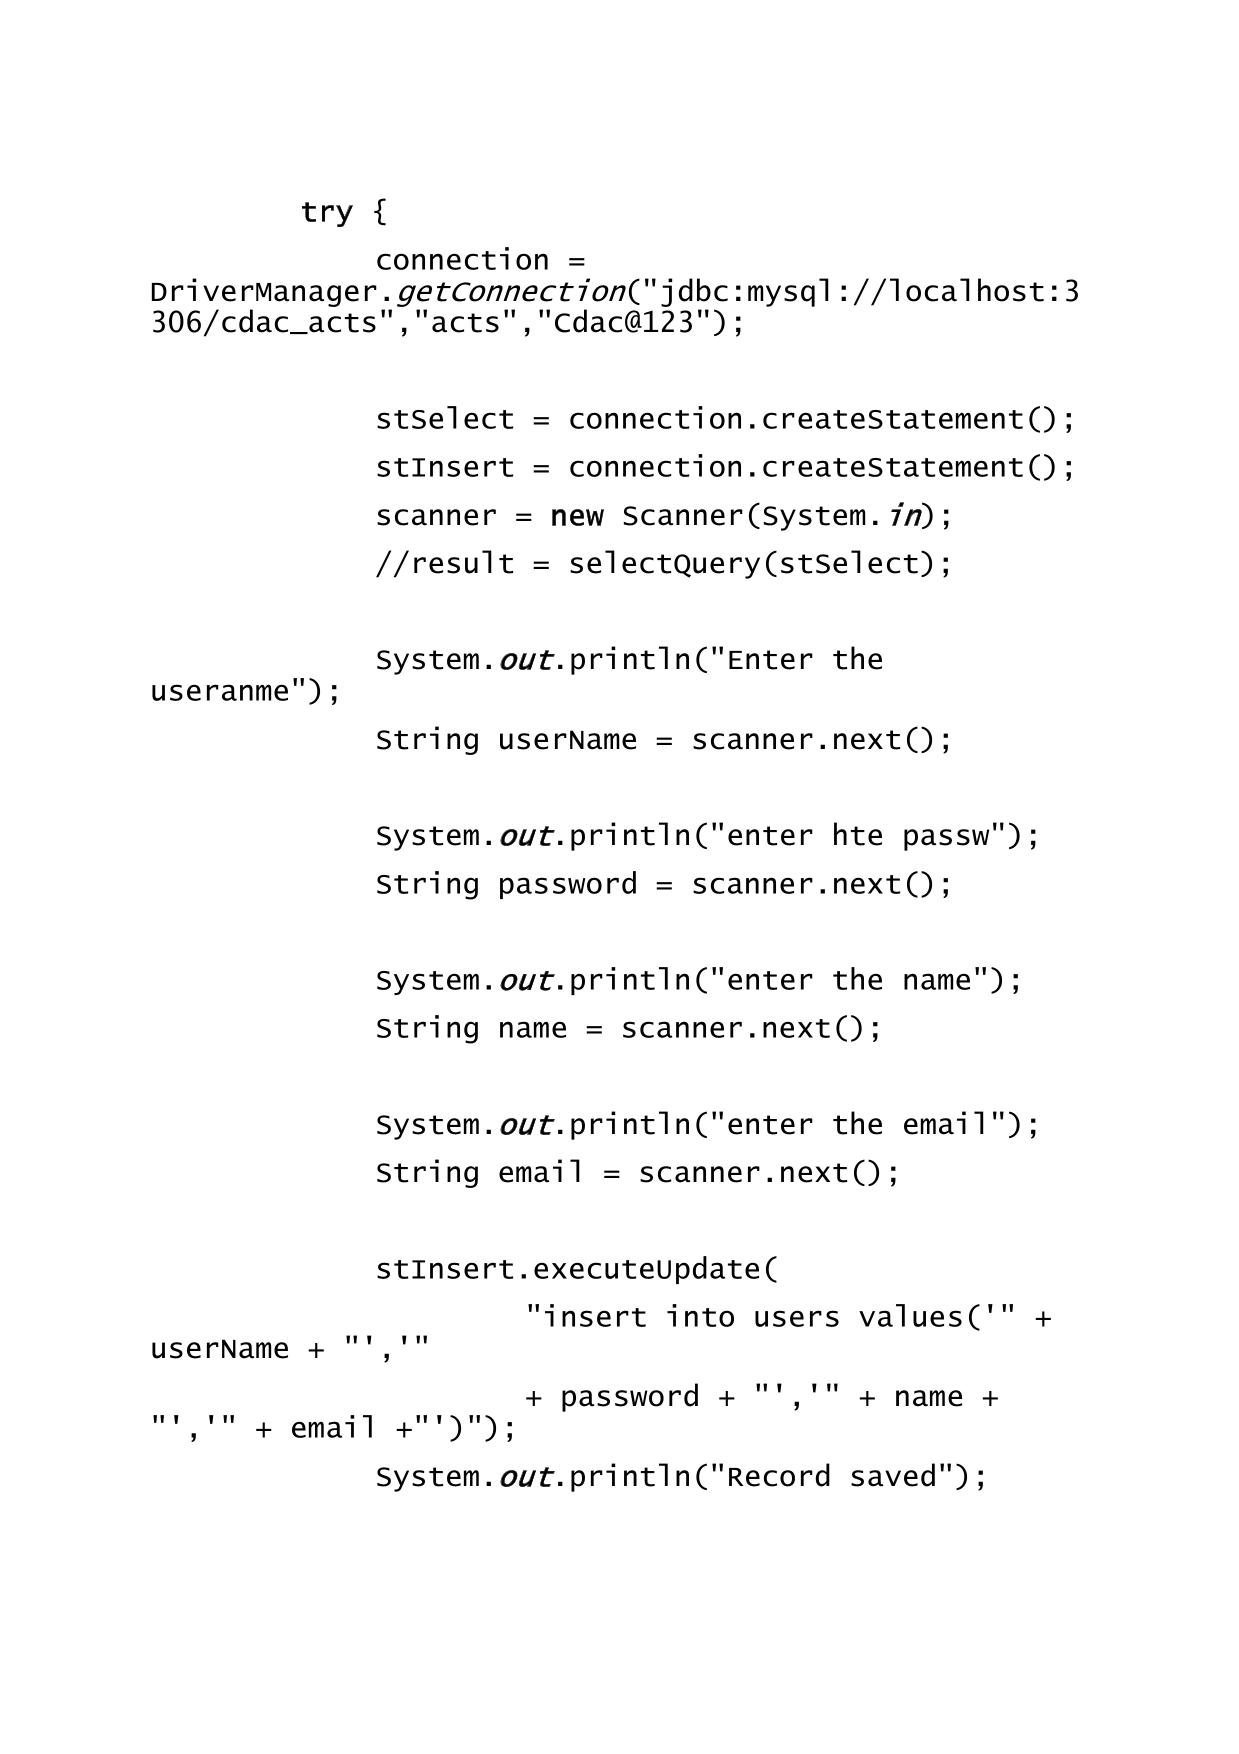 try {
connection =
DriverManager.getConnection("jdbc:mysql://localhost:3
306/cdac_acts","acts","Cdac@123");
stSelect = connection.createStatement();
stInsert = connection.createStatement();
scanner = new Scanner(System.in);
//result = selectQuery(stSelect);
System.out.println("Enter the
useranme");
String userName = scanner.next();
System.out.println("enter hte passw");
String password = scanner.next();
System.out.println("enter the name");
String name = scanner.next();
System.out.println("enter the email");
String email = scanner.next();
stInsert.executeUpdate(
"insert into users values('" +
userName + "','"
+ password + "','" + name +
"','" + email +"')");
System.out.println("Record saved");